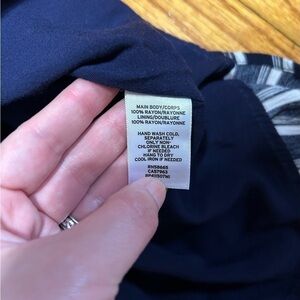 MAIN BODY/CORPS
100% RAYON/RAYONNE
LINING/DOUBLURE
100% RAYON/RAYONNE
HAND WASH COLD,
SEPARATELY
ONLY NON-
CHLORINE BLEACH
IF NEEDED
HANG TO DRY
COOL IRON IF NEEDED
RN58665
CA57963